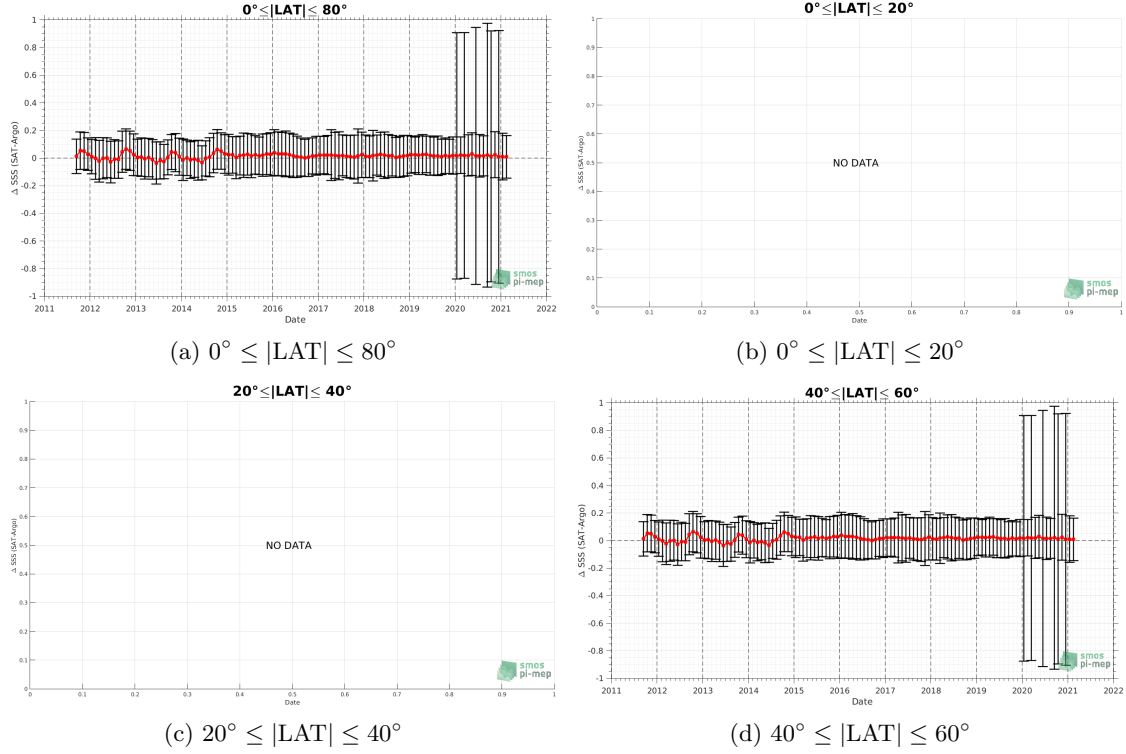 0°≤|LAT|≤ 80°
1
0.8
0.6
0.4
0.2
0
-0.2
-0.4
-0.6
-0.8
-1
Δ SSS (SAT-Argo)
2011 2012 2013 2014 2015 2016 2017 2018 2019 2020 2021 2022
Date
smos
pi-mep
(a) 0° ≤ |LAT| ≤ 80°
0°≤|LAT|≤ 20°
1
0.9
0.8
0.7
0.6
0.5
0.4
0.3
0.2
0.1
0
Δ SSS (SAT-Argo)
NO DATA
0 0.1 0.2 0.3 0.4 0.5 0.6 0.7 0.8 0.9 1
Date
smos
pi-mep
(b) 0° ≤ |LAT| ≤ 20°
20°≤|LAT|≤ 40°
1
0.9
0.8
0.7
0.6
0.5
0.4
0.3
0.2
0.1
0
Δ SSS (SAT-Argo)
NO DATA
0 0.1 0.2 0.3 0.4 0.5 0.6 0.7 0.8 0.9 1
Date
smos
pi-mep
(c) 20° ≤ |LAT| ≤ 40°
40°≤|LAT|≤ 60°
1
0.8
0.6
0.4
0.2
0
-0.2
-0.4
-0.6
-0.8
-1
Δ SSS (SAT-Argo)
2011 2012 2013 2014 2015 2016 2017 2018 2019 2020 2021 2022
Date
smos
pi-mep
(d) 40° ≤ |LAT| ≤ 60°